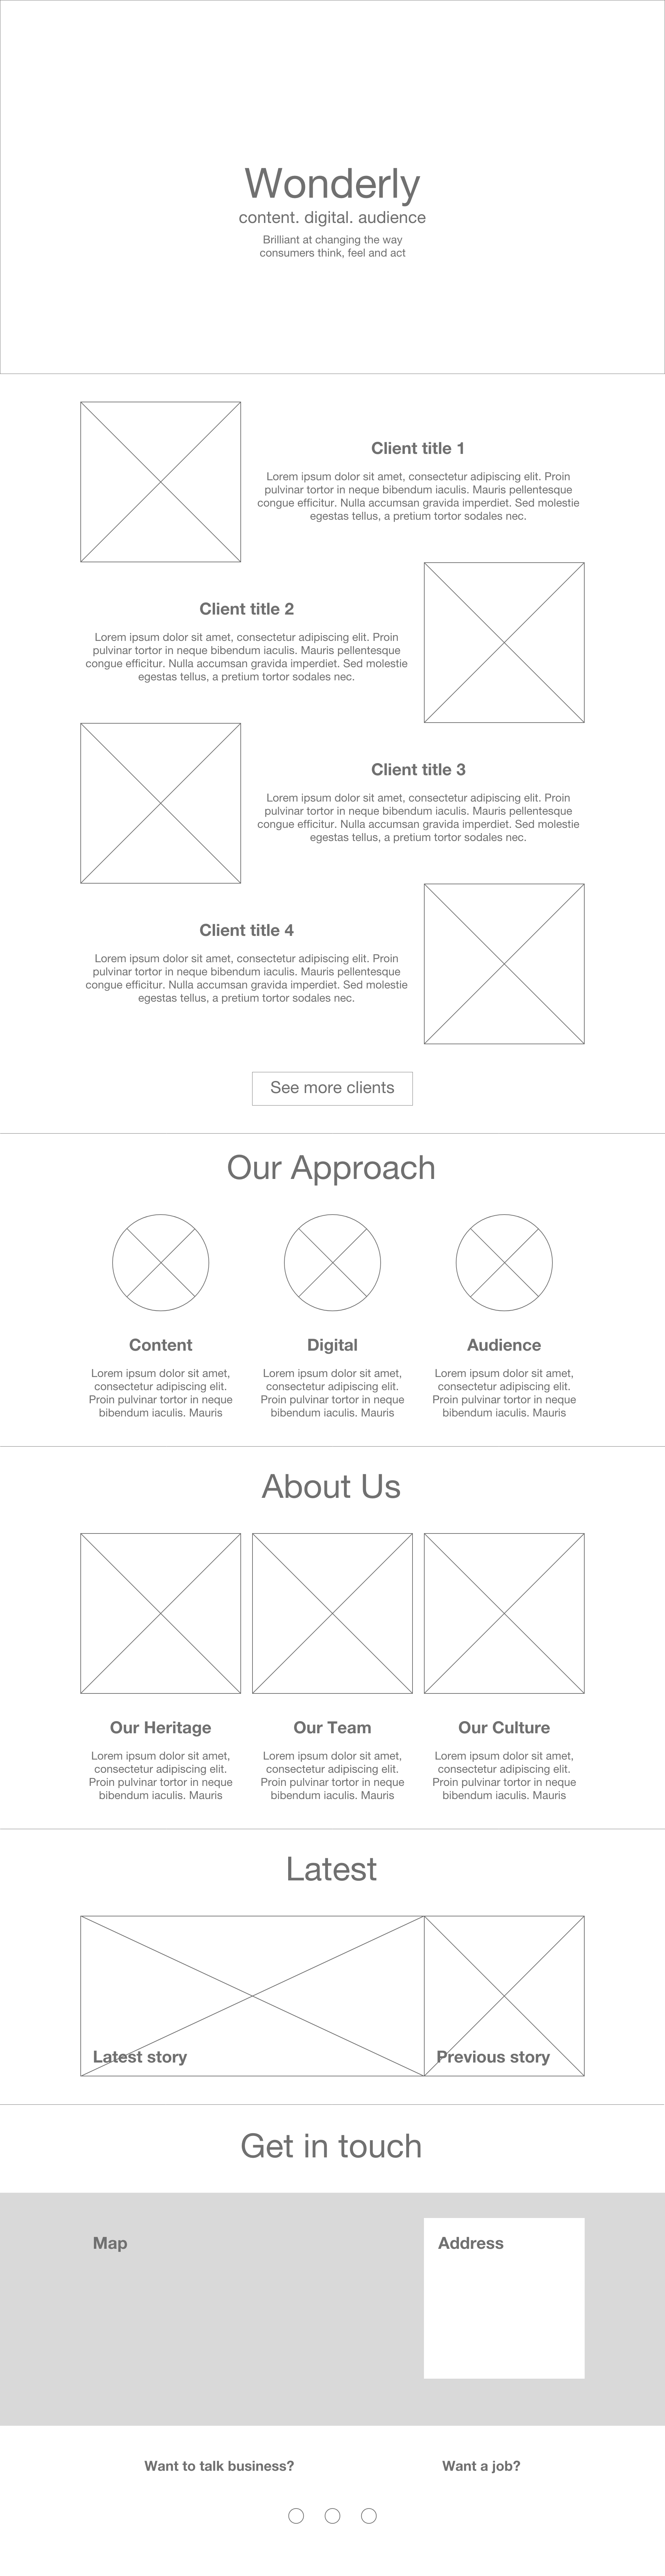 Wonderly
content. digital. audience
Brilliant at changing the way
consumers think, feel and act
Client title 1
Lorem ipsum dolor sit amet, consectetur adipiscing elit. Proin
pulvinar tortor in neque bibendum iaculis. Mauris pellentesque
congue efficitur. Nulla accumsan gravida imperdiet. Sed molestie
egestas tellus, a pretium tortor sodales nec.
Client title 2
Lorem ipsum dolor sit amet, consectetur adipiscing elit. Proin
pulvinar tortor in neque bibendum iaculis. Mauris pellentesque
congue efficitur. Nulla accumsan gravida imperdiet. Sed molestie
egestas tellus, a pretium tortor sodales nec.
Client title 3
Lorem ipsum dolor sit amet, consectetur adipiscing elit. Proin
pulvinar tortor in neque bibendum iaculis. Mauris pellentesque
congue efficitur. Nulla accumsan gravida imperdiet. Sed molestie
egestas tellus, a pretium tortor sodales nec.
Client title 4
Lorem ipsum dolor sit amet, consectetur adipiscing elit. Proin
pulvinar tortor in neque bibendum iaculis. Mauris pellentesque
congue efficitur. Nulla accumsan gravida imperdiet. Sed molestie
egestas tellus, a pretium tortor sodales nec.
See more clients
Our Approach
Content
Lorem ipsum dolor sit amet,
consectetur adipiscing elit.
Proin pulvinar tortor in neque
bibendum iaculis. Mauris
Digital
Lorem ipsum dolor sit amet,
consectetur adipiscing elit.
Proin pulvinar tortor in neque
bibendum iaculis. Mauris
Audience
Lorem ipsum dolor sit amet,
consectetur adipiscing elit.
Proin pulvinar tortor in neque
bibendum iaculis. Mauris
About Us
Our Heritage
Lorem ipsum dolor sit amet,
consectetur adipiscing elit.
Proin pulvinar tortor in neque
bibendum iaculis. Mauris
Our Team
Lorem ipsum dolor sit amet,
consectetur adipiscing elit.
Proin pulvinar tortor in neque
bibendum iaculis. Mauris
Our Culture
Lorem ipsum dolor sit amet,
consectetur adipiscing elit.
Proin pulvinar tortor in neque
bibendum iaculis. Mauris
Latest
Latest story
Previous story
Get in touch
Map
Address
Want to talk business?
Want a job?